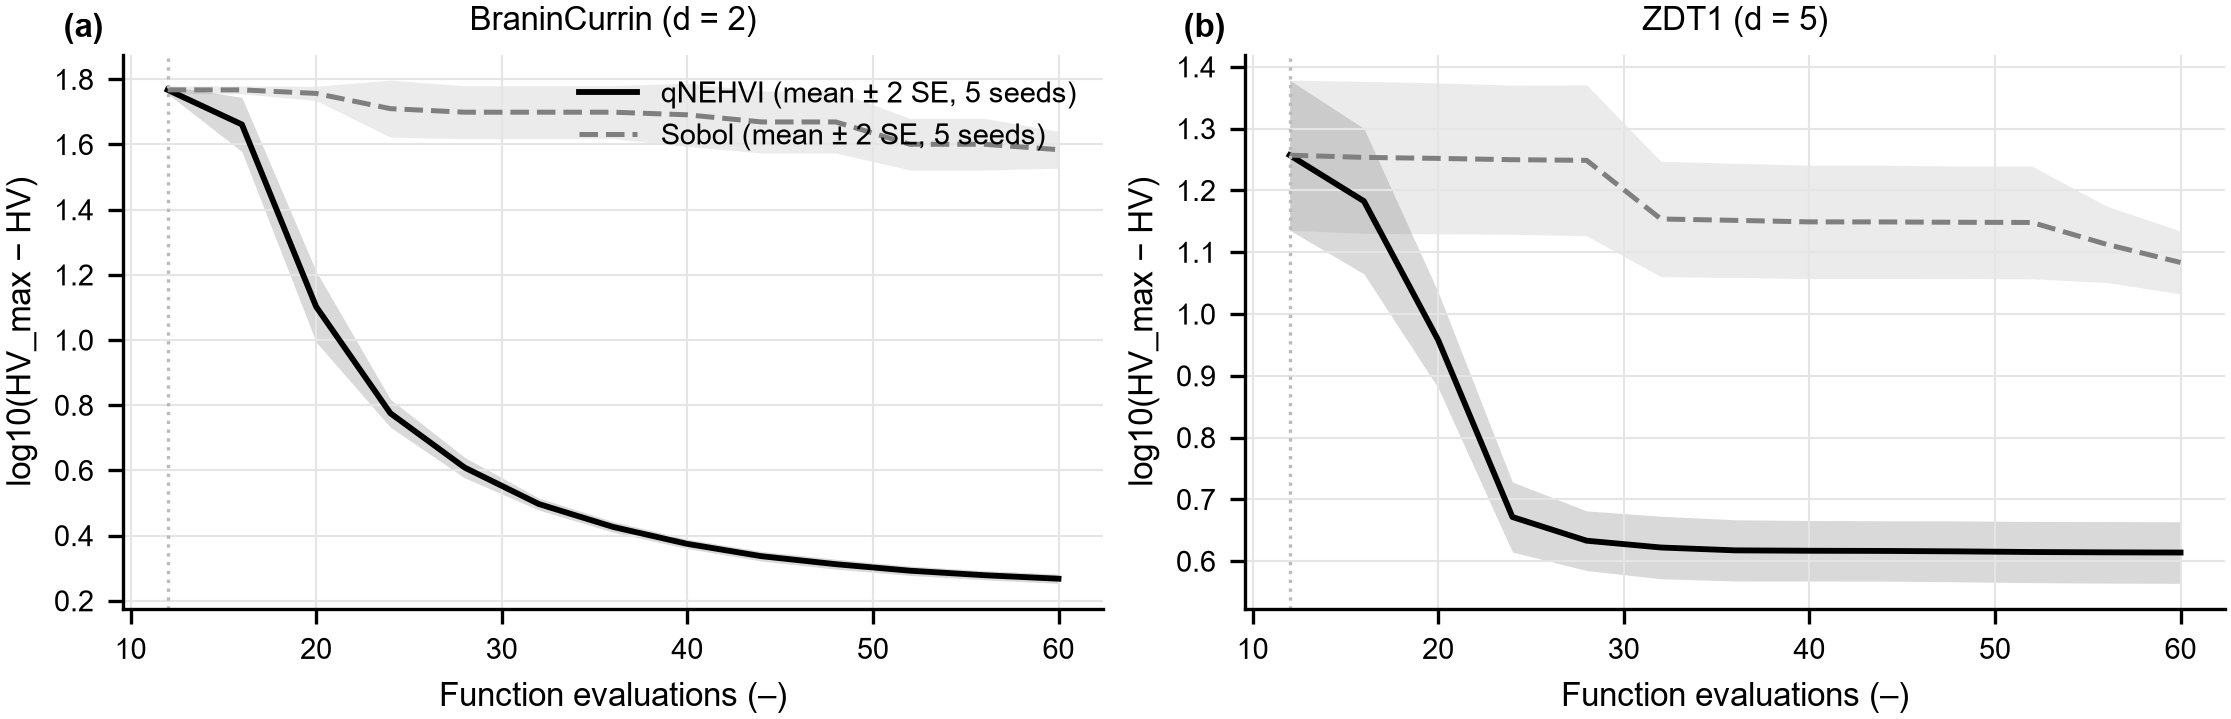 (a)
BraninCurrin (d = 2)
log10(HV_max − HV)
1.8
1.6
1.4
1.2
1.0
0.8
0.6
0.4
0.2
qNEHVI (mean ± 2 SE, 5 seeds)
Sobol (mean ± 2 SE, 5 seeds)
10 20 30 40 50 60
Function evaluations (–)
(b)
ZDT1 (d = 5)
log10(HV_max − HV)
1.4
1.3
1.2
1.1
1.0
0.9
0.8
0.7
0.6
10 20 30 40 50 60
Function evaluations (–)